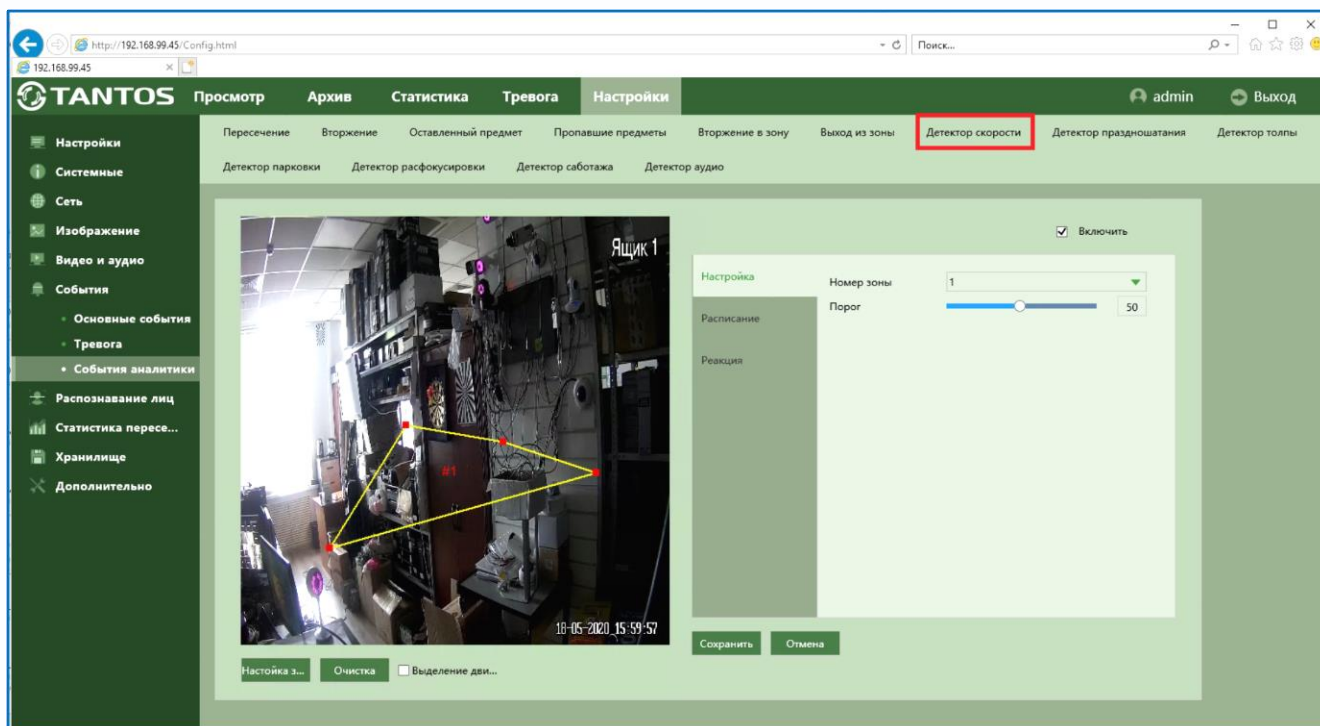 http://192.168.99.45/Config.html
Поиск...
192.168.99.45
TANTOS Просмотр Архив Статистика Тревога Настройки admin Выход
Пересечение Вторжение Оставленный предмет Пропавшие предметы Вторжение в зону Выход из зоны Детектор скорости Детектор праздношатания Детектор толпы
Детектор парковки Детектор расфокусировки Детектор саботажа Детектор аудио
Настройки
Системные
Сеть
Изображение
Видео и аудио
События
Основные события
Тревога
События аналитики
Распознавание лиц
Статистика пересе...
Хранилище
Дополнительно
Ящик 1
#1
18-05-2020 15:59:57
Настойка з... Очистка Выделение дви...
Включить
Настройка
Расписание
Реакция
Номер зоны 1
Порог 50
Сохранить Отмена